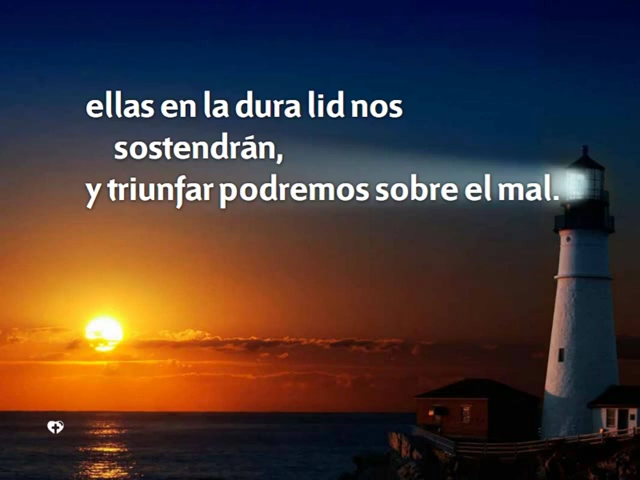 ellas en la dura lid nos
sostendrán,
y triunfar podremos sobre el mal.